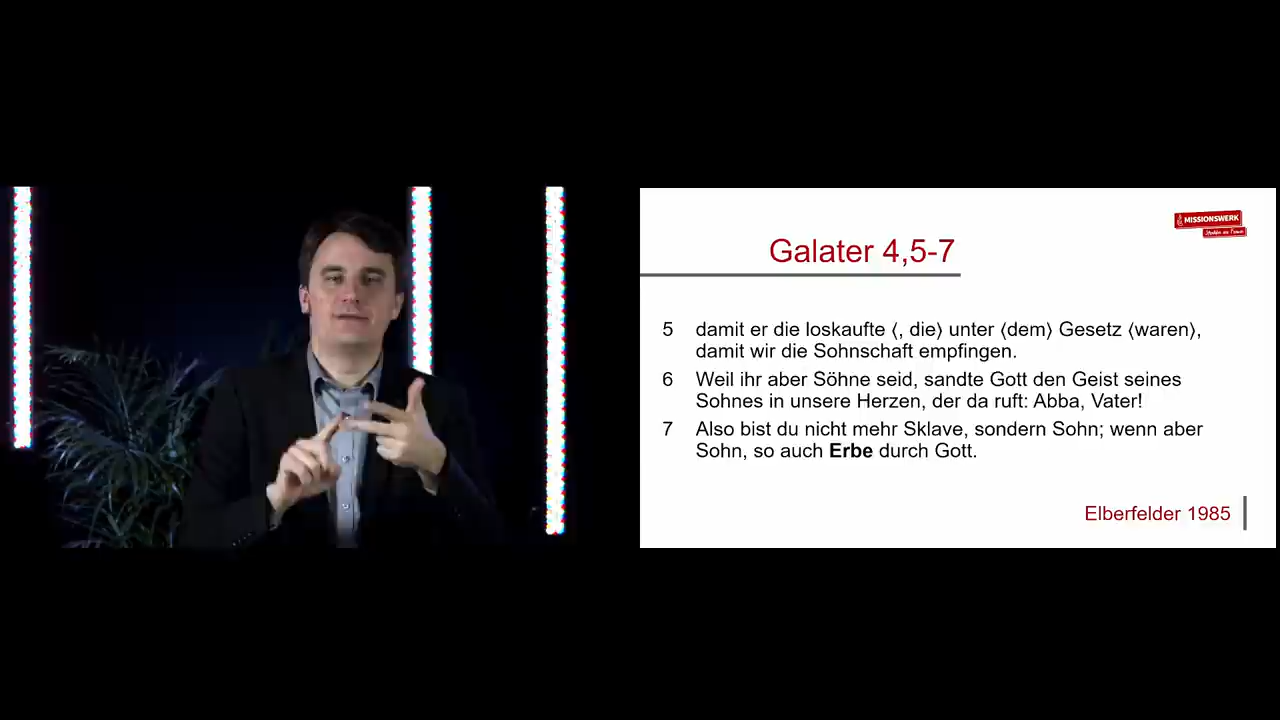 MISSIONSWERK
Galater 4,5-7
5 damit er die loskaufte ⟨, die⟩ unter ⟨dem⟩ Gesetz ⟨waren⟩,
damit wir die Sohnschaft empfingen.
6 Weil ihr aber Söhne seid, sandte Gott den Geist seines
Sohnes in unsere Herzen, der da ruft: Abba, Vater!
7 Also bist du nicht mehr Sklave, sondern Sohn; wenn aber
Sohn, so auch Erbe durch Gott.
Elberfelder 1985